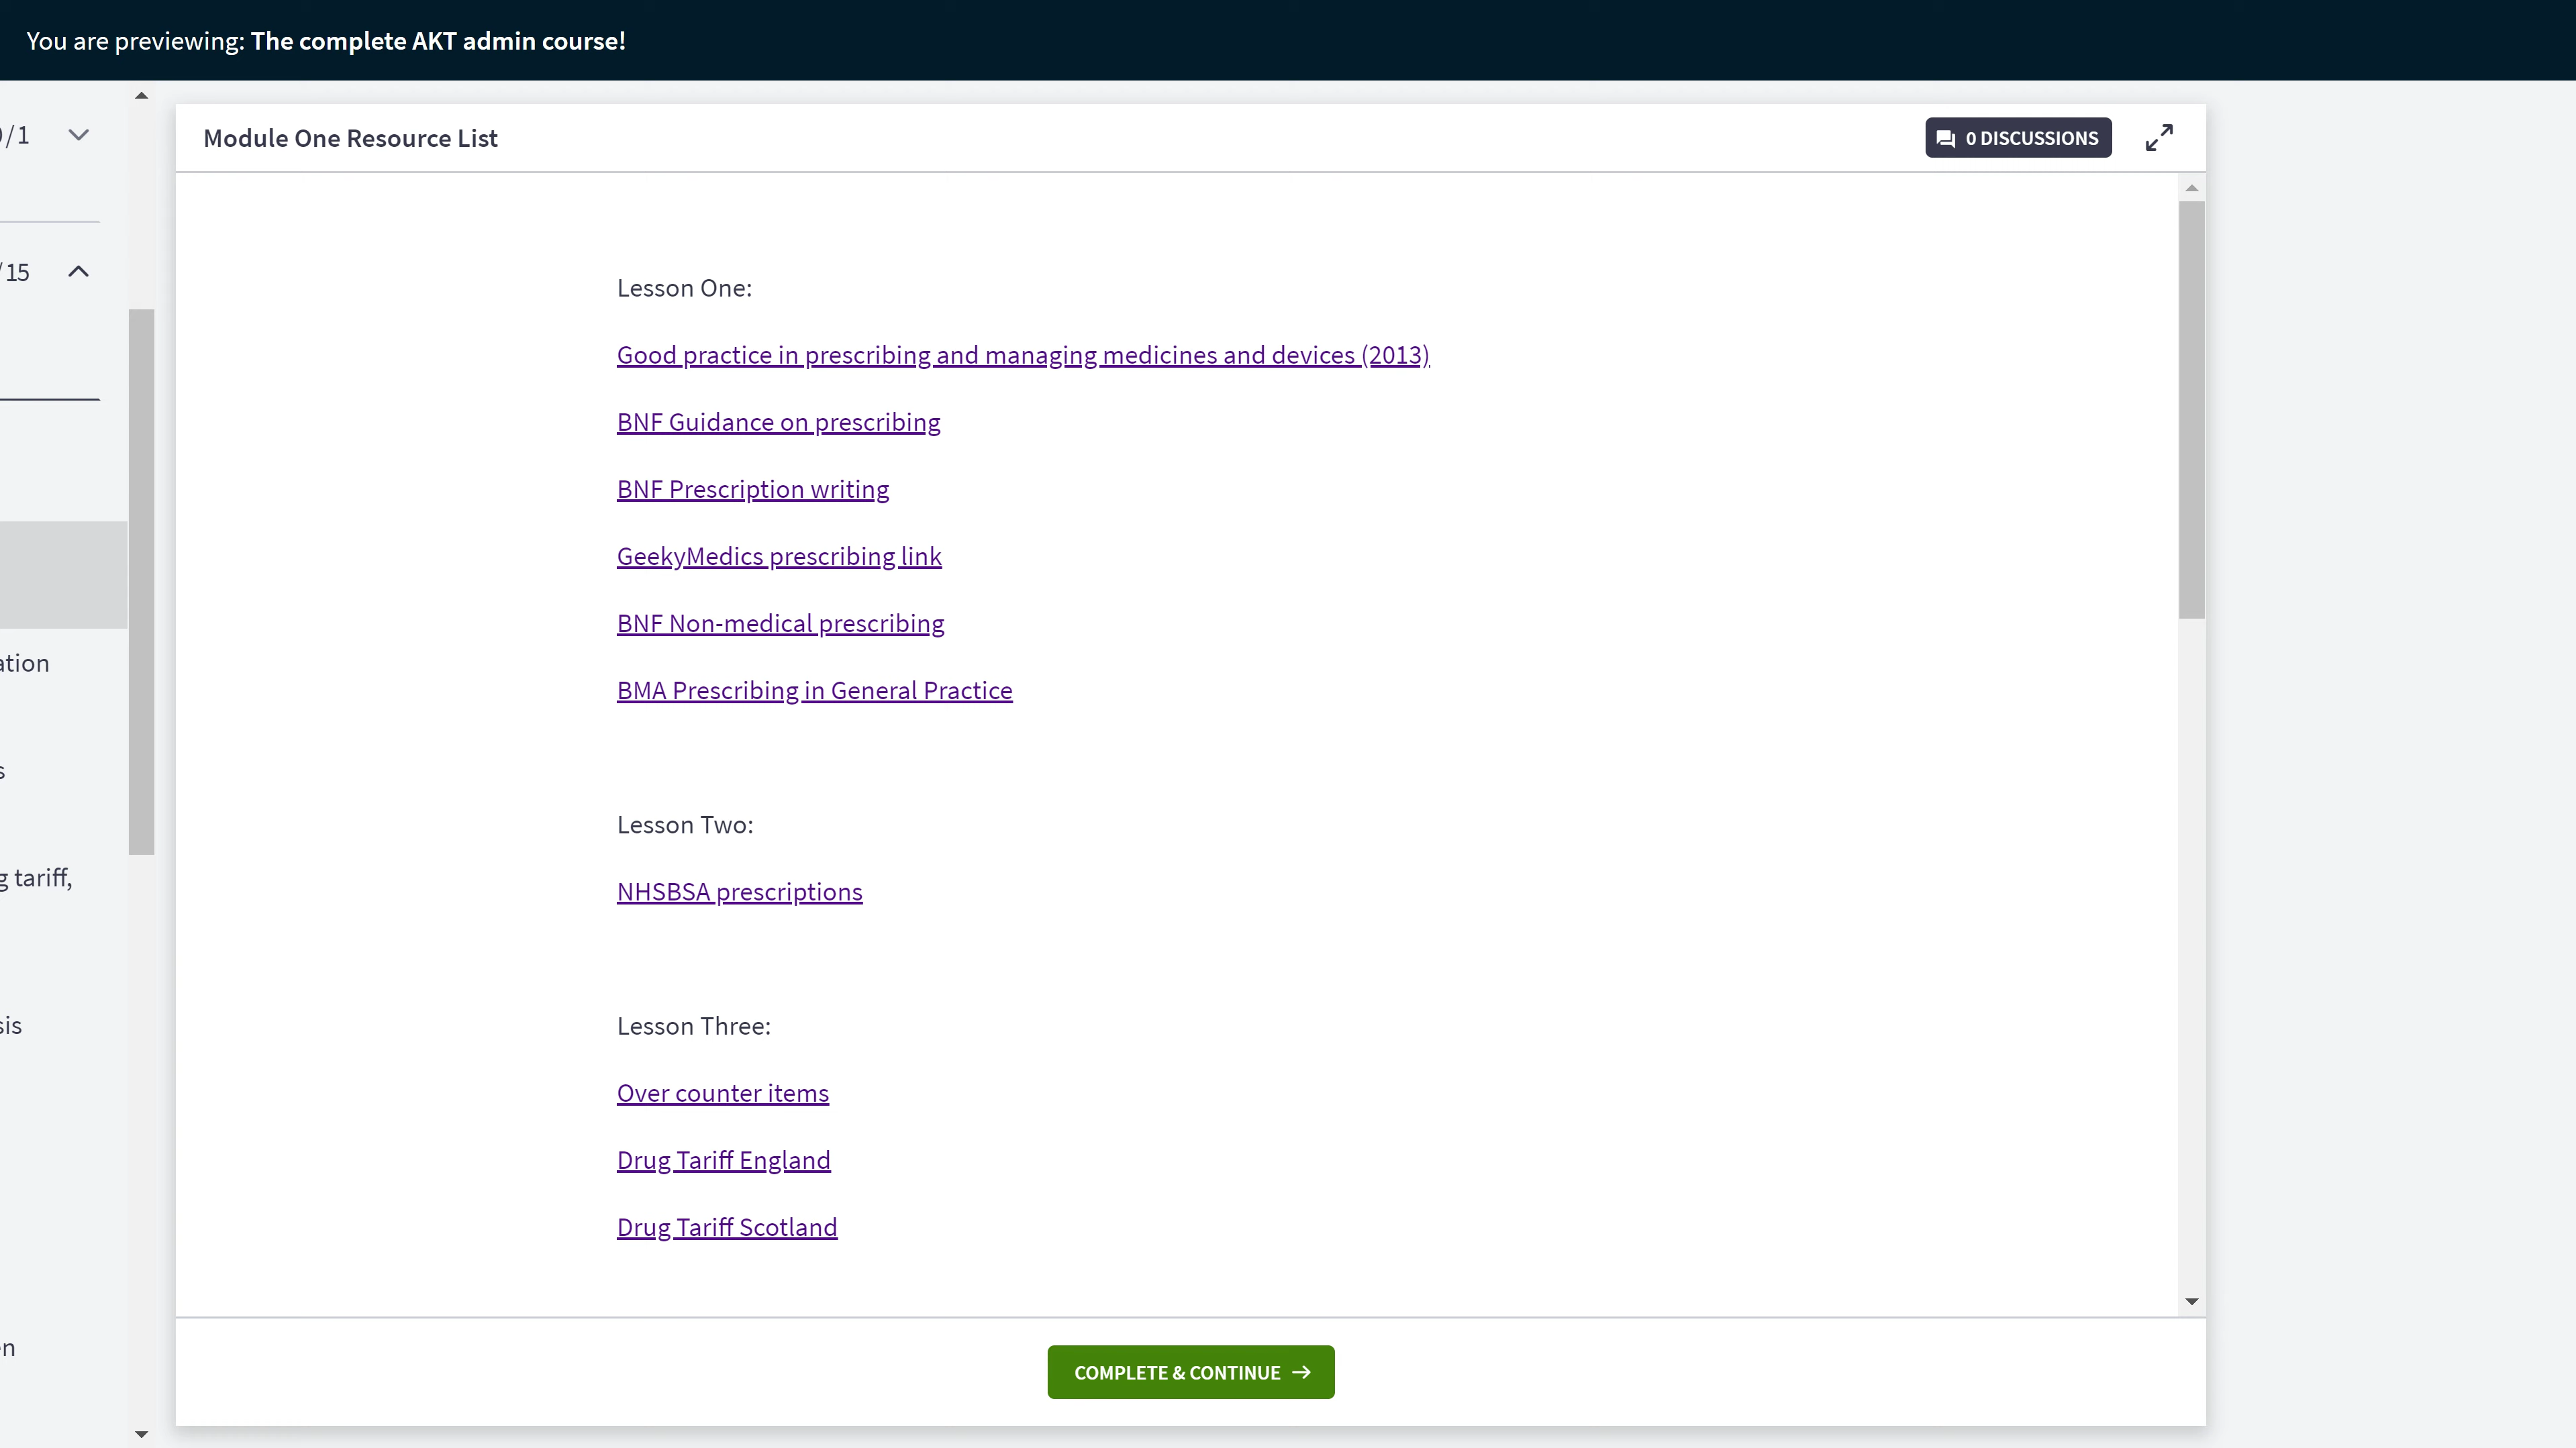 You are previewing: The complete AKT admin course!
/1
Module One Resource List
0 DISCUSSIONS
/15
Lesson One:
Good practice in prescribing and managing medicines and devices (2013)
BNF Guidance on prescribing
BNF Prescription writing
GeekyMedics prescribing link
BNF Non-medical prescribing
ation
BMA Prescribing in General Practice
s
Lesson Two:
g tariff,
NHSBSA prescriptions
sis
Lesson Three:
Over counter items
Drug Tariff England
Drug Tariff Scotland
en
COMPLETE & CONTINUE →